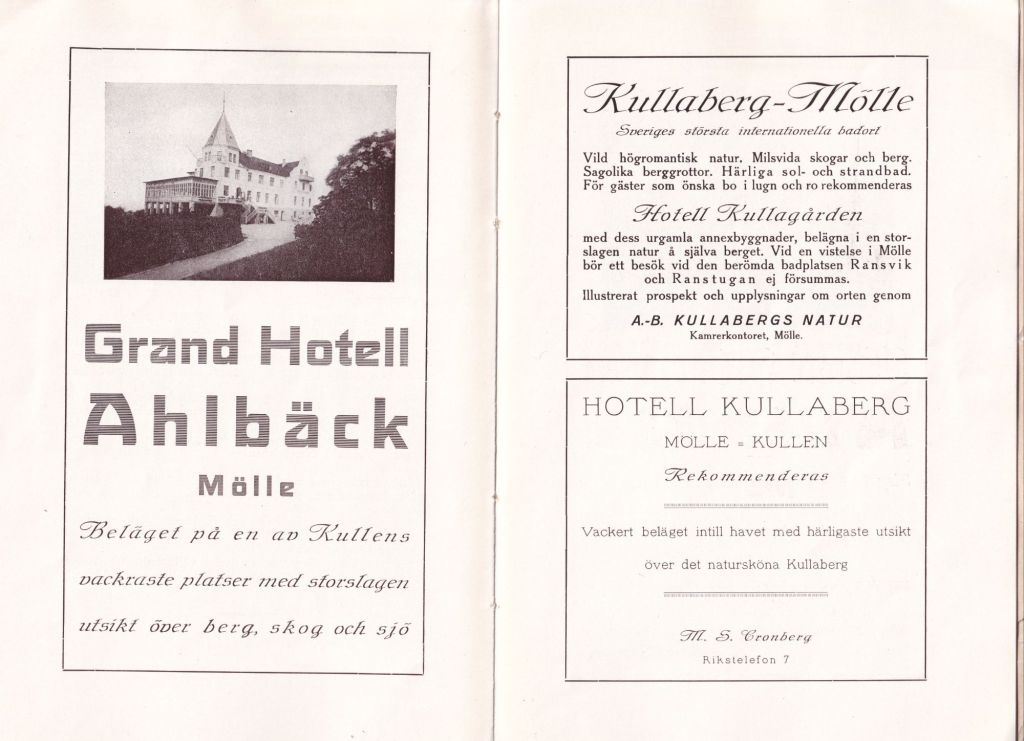 Grand Hotell
Ahlbäck
Mölle
Beläget på en av Kullens
vackraste platser med storslagen
utsikt över berg, skog och sjö
Kullaberg-Mölle
Sveriges största internationella badort
Vild högromantisk natur. Milsvida skogar och berg.
Sagolika berggrottor. Härliga sol- och strandbad.
För gäster som önska bo i lugn och ro rekommenderas
Hotell Kullagården
med dess urgamla annexbyggnader, belägna i en stor-
slagen natur å själva berget. Vid en vistelse i Mölle
bör ett besök vid den berömda badplatsen Ransvik
och Ranstugan ej försummas.
Illustrerat prospekt och upplysningar om orten genom
A.-B. KULLABERGS NATUR
Kamrerkontoret, Mölle.
HOTELL KULLABERG
MÖLLE = KULLEN
Rekommenderas
Vackert beläget intill havet med härligaste utsikt
över det natursköna Kullaberg
M. S. Cronberg
Rikstelefon 7